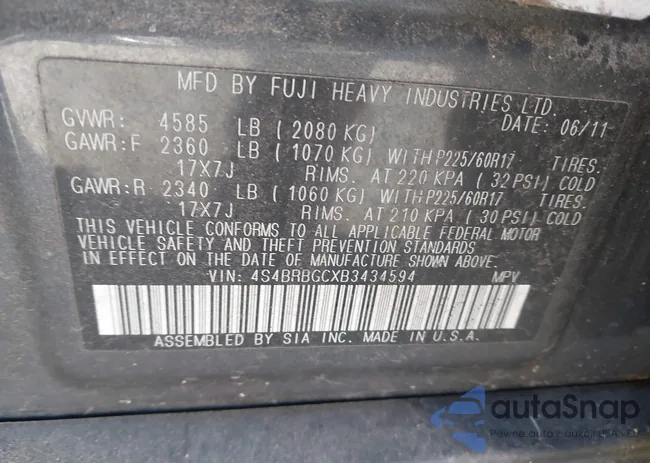 MFD BY FUJI HEAVY INDUSTRIES LTD.
GVWR: 4585 LB (2080 KG) DATE: 06/11
GAWR:F 2360 LB (1070 KG) WITH P225/60R17 TIRES.
17X7J RIMS. AT 220 KPA (32 PSI) COLD
GAWR:R 2340 LB (1060 KG) WITH P225/60R17 TIRES.
17X7J RIMS. AT 210 KPA (30 PSI) COLD
THIS VEHICLE CONFORMS TO ALL APPLICABLE FEDERAL MOTOR
VEHICLE SAFETY AND THEFT PREVENTION STANDARDS
IN EFFECT ON THE DATE OF MANUFACTURE SHOWN ABOVE.
VIN: 4S4BRBGCXB3434594 MPV
ASSEMBLED BY SIA INC. MADE IN U.S.A.
autaSnap
Pewne auto z aukcji